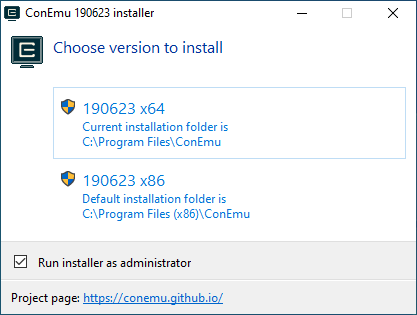 ConEmu 190623 installer
Choose version to install
190623 x64
Current installation folder is
C:\Program Files\ConEmu
190623 x86
Default installation folder is
C:\Program Files (x86)\ConEmu
Run installer as administrator
Project page: https://conemu.github.io/